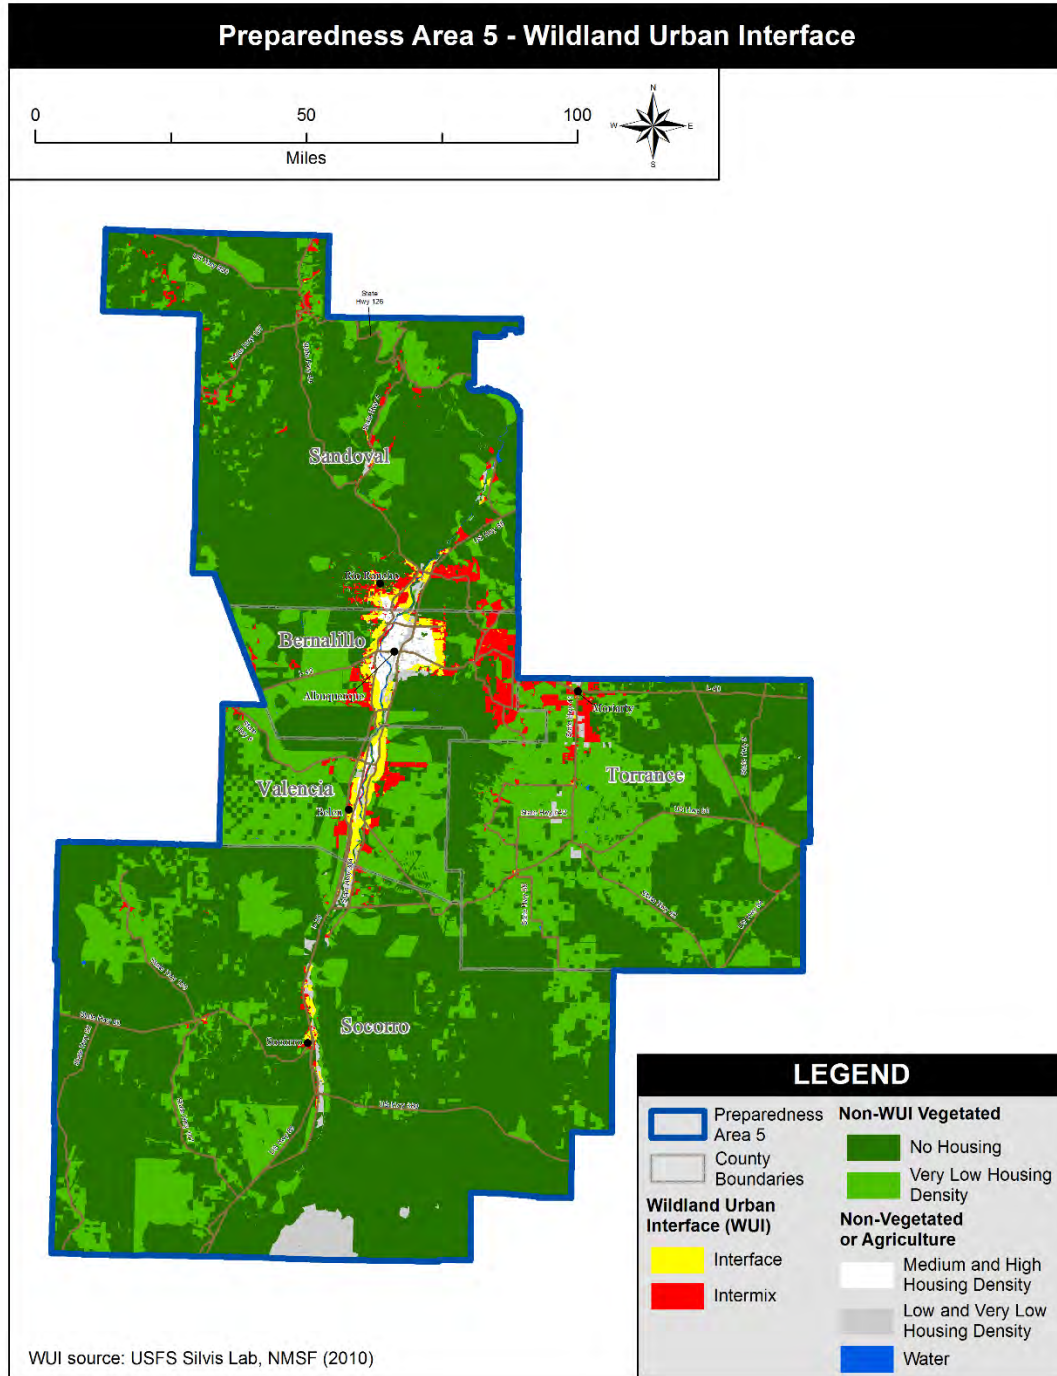 Preparedness Area 5 - Wildland Urban Interface
0
50
100
Miles
N
W
E
S
State
Hwy 126
Sandoval
Rio Rancho
Bernalillo
I-40
Albuquerque
Moriarty
I-40
Valencia
Torrance
Belen
Socorro
Socorro
LEGEND
Preparedness
Area 5
County
Boundaries
Wildland Urban
Interface (WUI)
Interface
Intermix
Non-WUI Vegetated
No Housing
Very Low Housing
Density
Non-Vegetated
or Agriculture
Medium and High
Housing Density
Low and Very Low
Housing Density
Water
WUI source: USFS Silvis Lab, NMSF (2010)